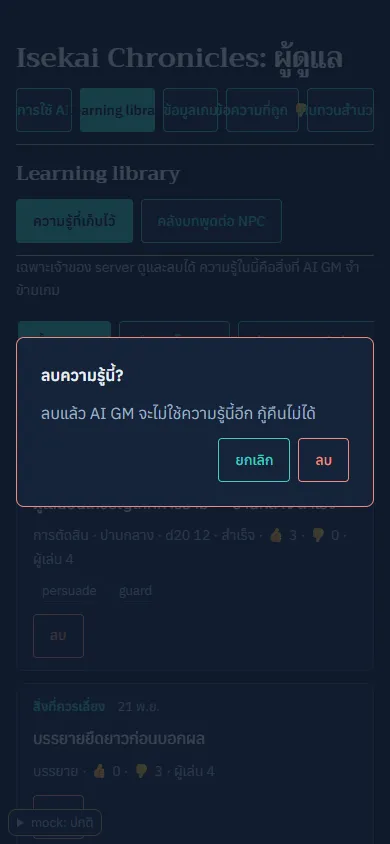 Isekai Chronicles: ผู้ดูแล
การใช้ AI
earning libra
ข้อมูลเกม
ข้อความที่ถูก 👎
บทวนสำนว
Learning library
ความรู้ที่เก็บไว้
คลังบทพูดต่อ NPC
เฉพาะเจ้าของ server ดูและลบได้ ความรู้ในนี้คือสิ่งที่ AI GM จำ
ข้ามเกม
ลบความรู้นี้?
ลบแล้ว AI GM จะไม่ใช้ความรู้นี้อีก กู้คืนไม่ได้
ยกเลิก
ลบ
การตัดสิน · ปานกลาง · d20 12 · สำเร็จ · 👍 3 · 👎 0 ·
ผู้เล่น 4
persuade
guard
ลบ
สิ่งที่ควรเลี่ยง 21 พ.ย.
บรรยายยืดยาวก่อนบอกผล
บรรยาย · 👍 0 · 👎 3 · ผู้เล่น 4
▶ mock: ปกติ